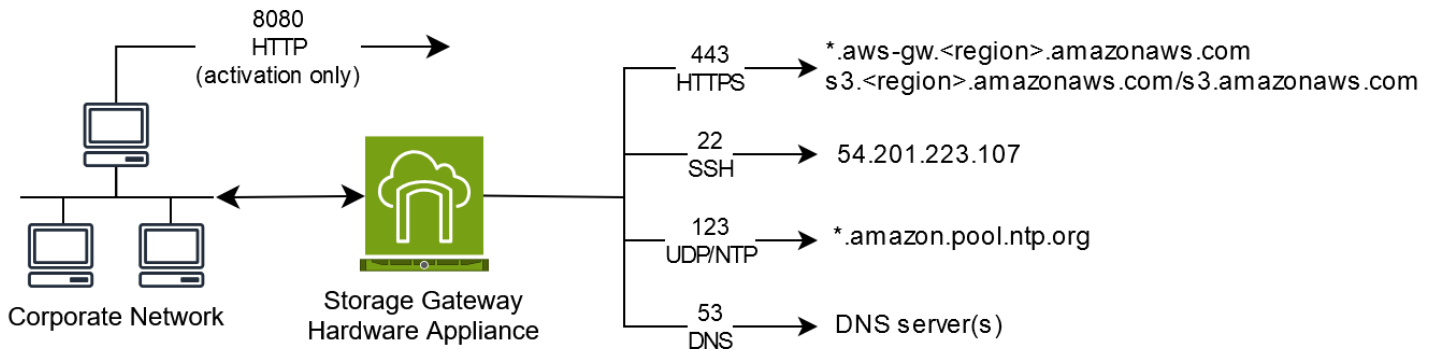 8080
HTTP
(activation only)
443
HTTPS
*.aws-gw.<region>.amazonaws.com
s3.<region>.amazonaws.com/s3.amazonaws.com
22
SSH
54.201.223.107
123
UDP/NTP
*.amazon.pool.ntp.org
53
DNS
DNS server(s)
Corporate Network
Storage Gateway
Hardware Appliance